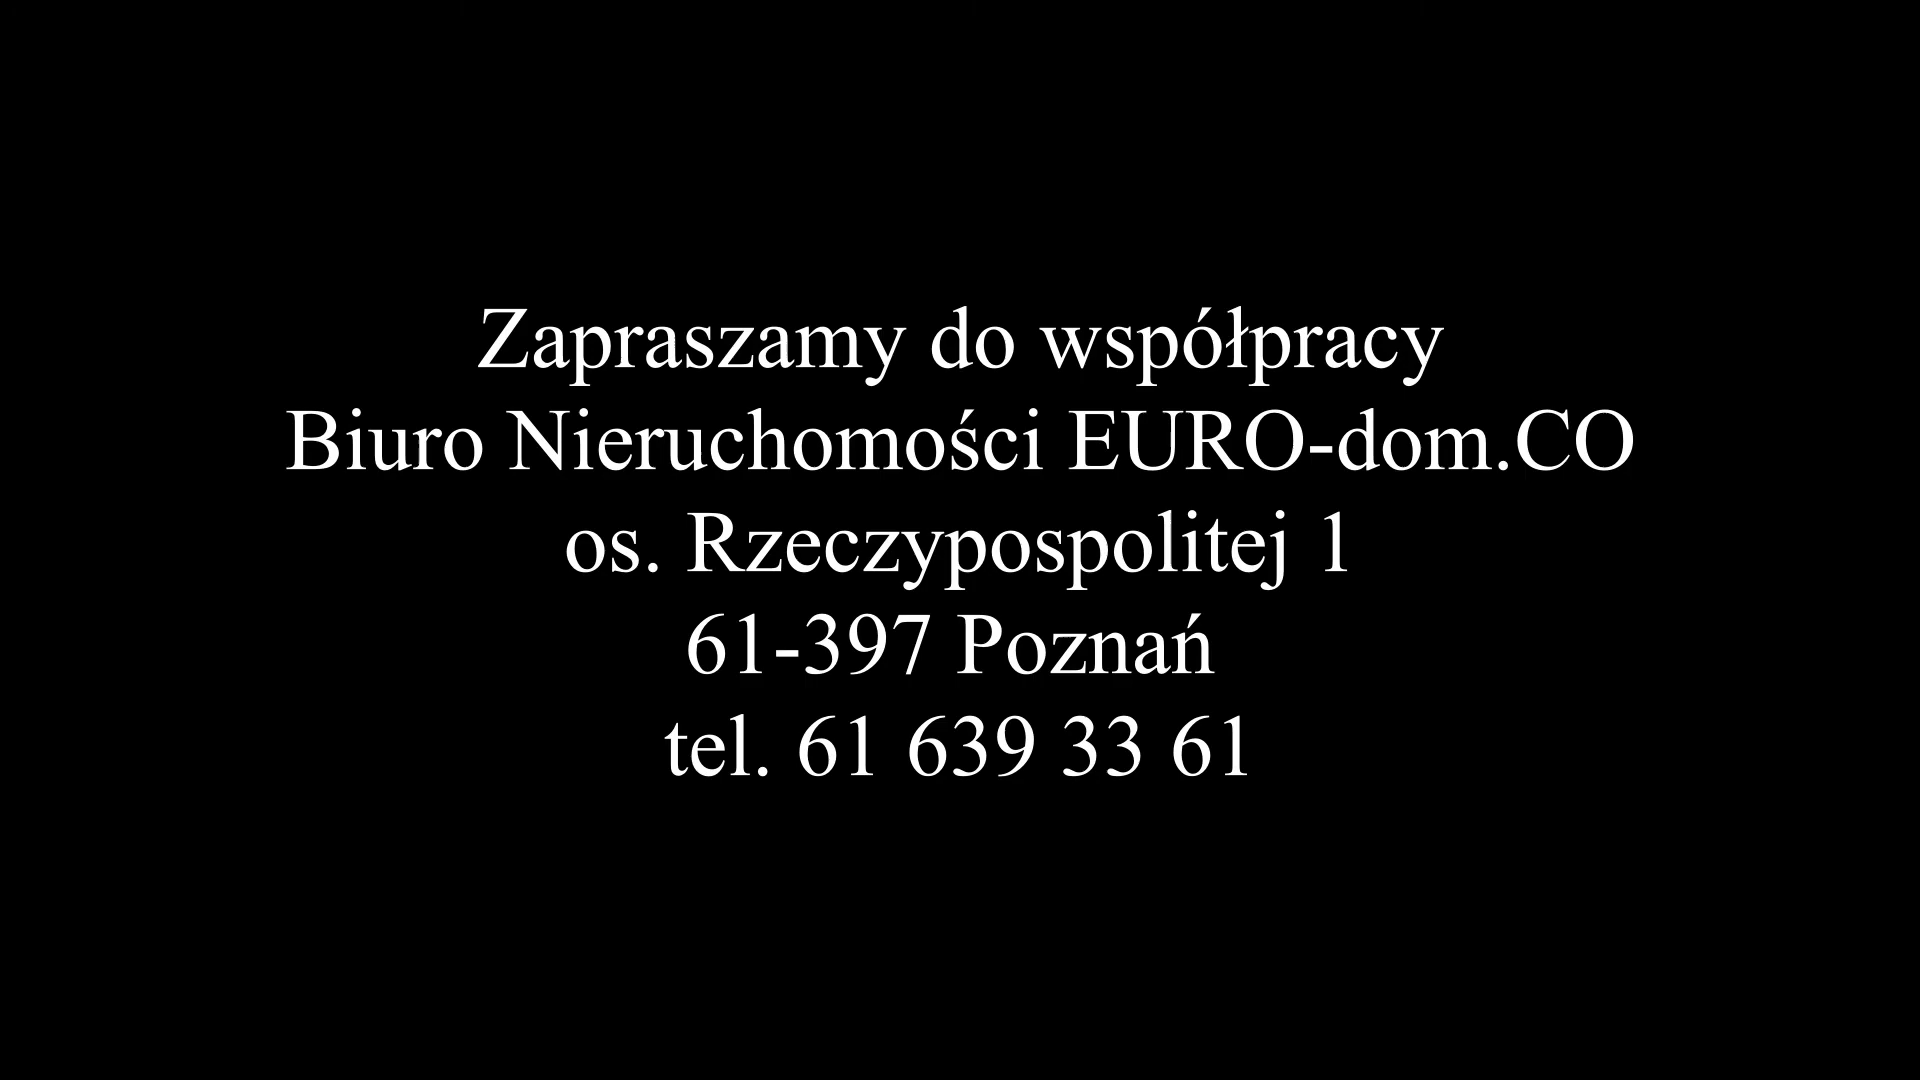 Zapraszamy do współpracy
Biuro Nieruchomości EURO-dom.CO
os. Rzeczypospolitej 1
61-397 Poznań
tel. 61 639 33 61